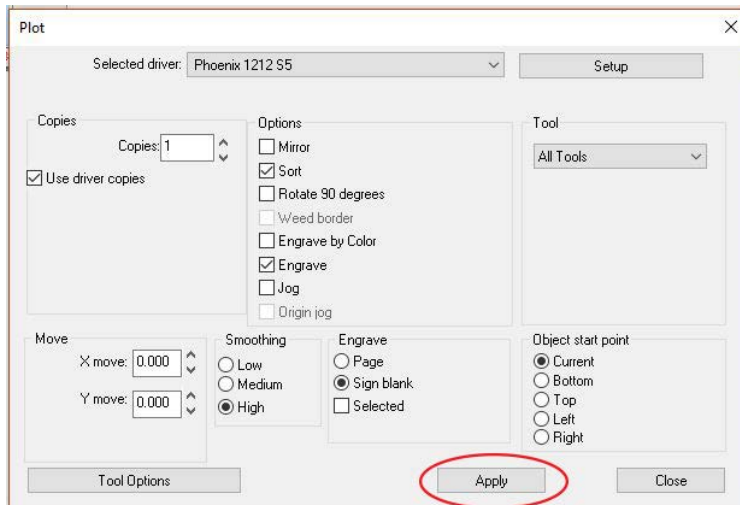 Plot
Selected driver: Phoenix 1212 S5 Setup
Copies
Copies: 1
Use driver copies
Options
Mirror
Sort
Rotate 90 degrees
Weed border
Engrave by Color
Engrave
Jog
Origin jog
Tool
All Tools
Move
X move: 0.000
Y move: 0.000
Smoothing
Low
Medium
High
Engrave
Page
Sign blank
Selected
Object start point
Current
Bottom
Top
Left
Right
Tool Options Apply Close